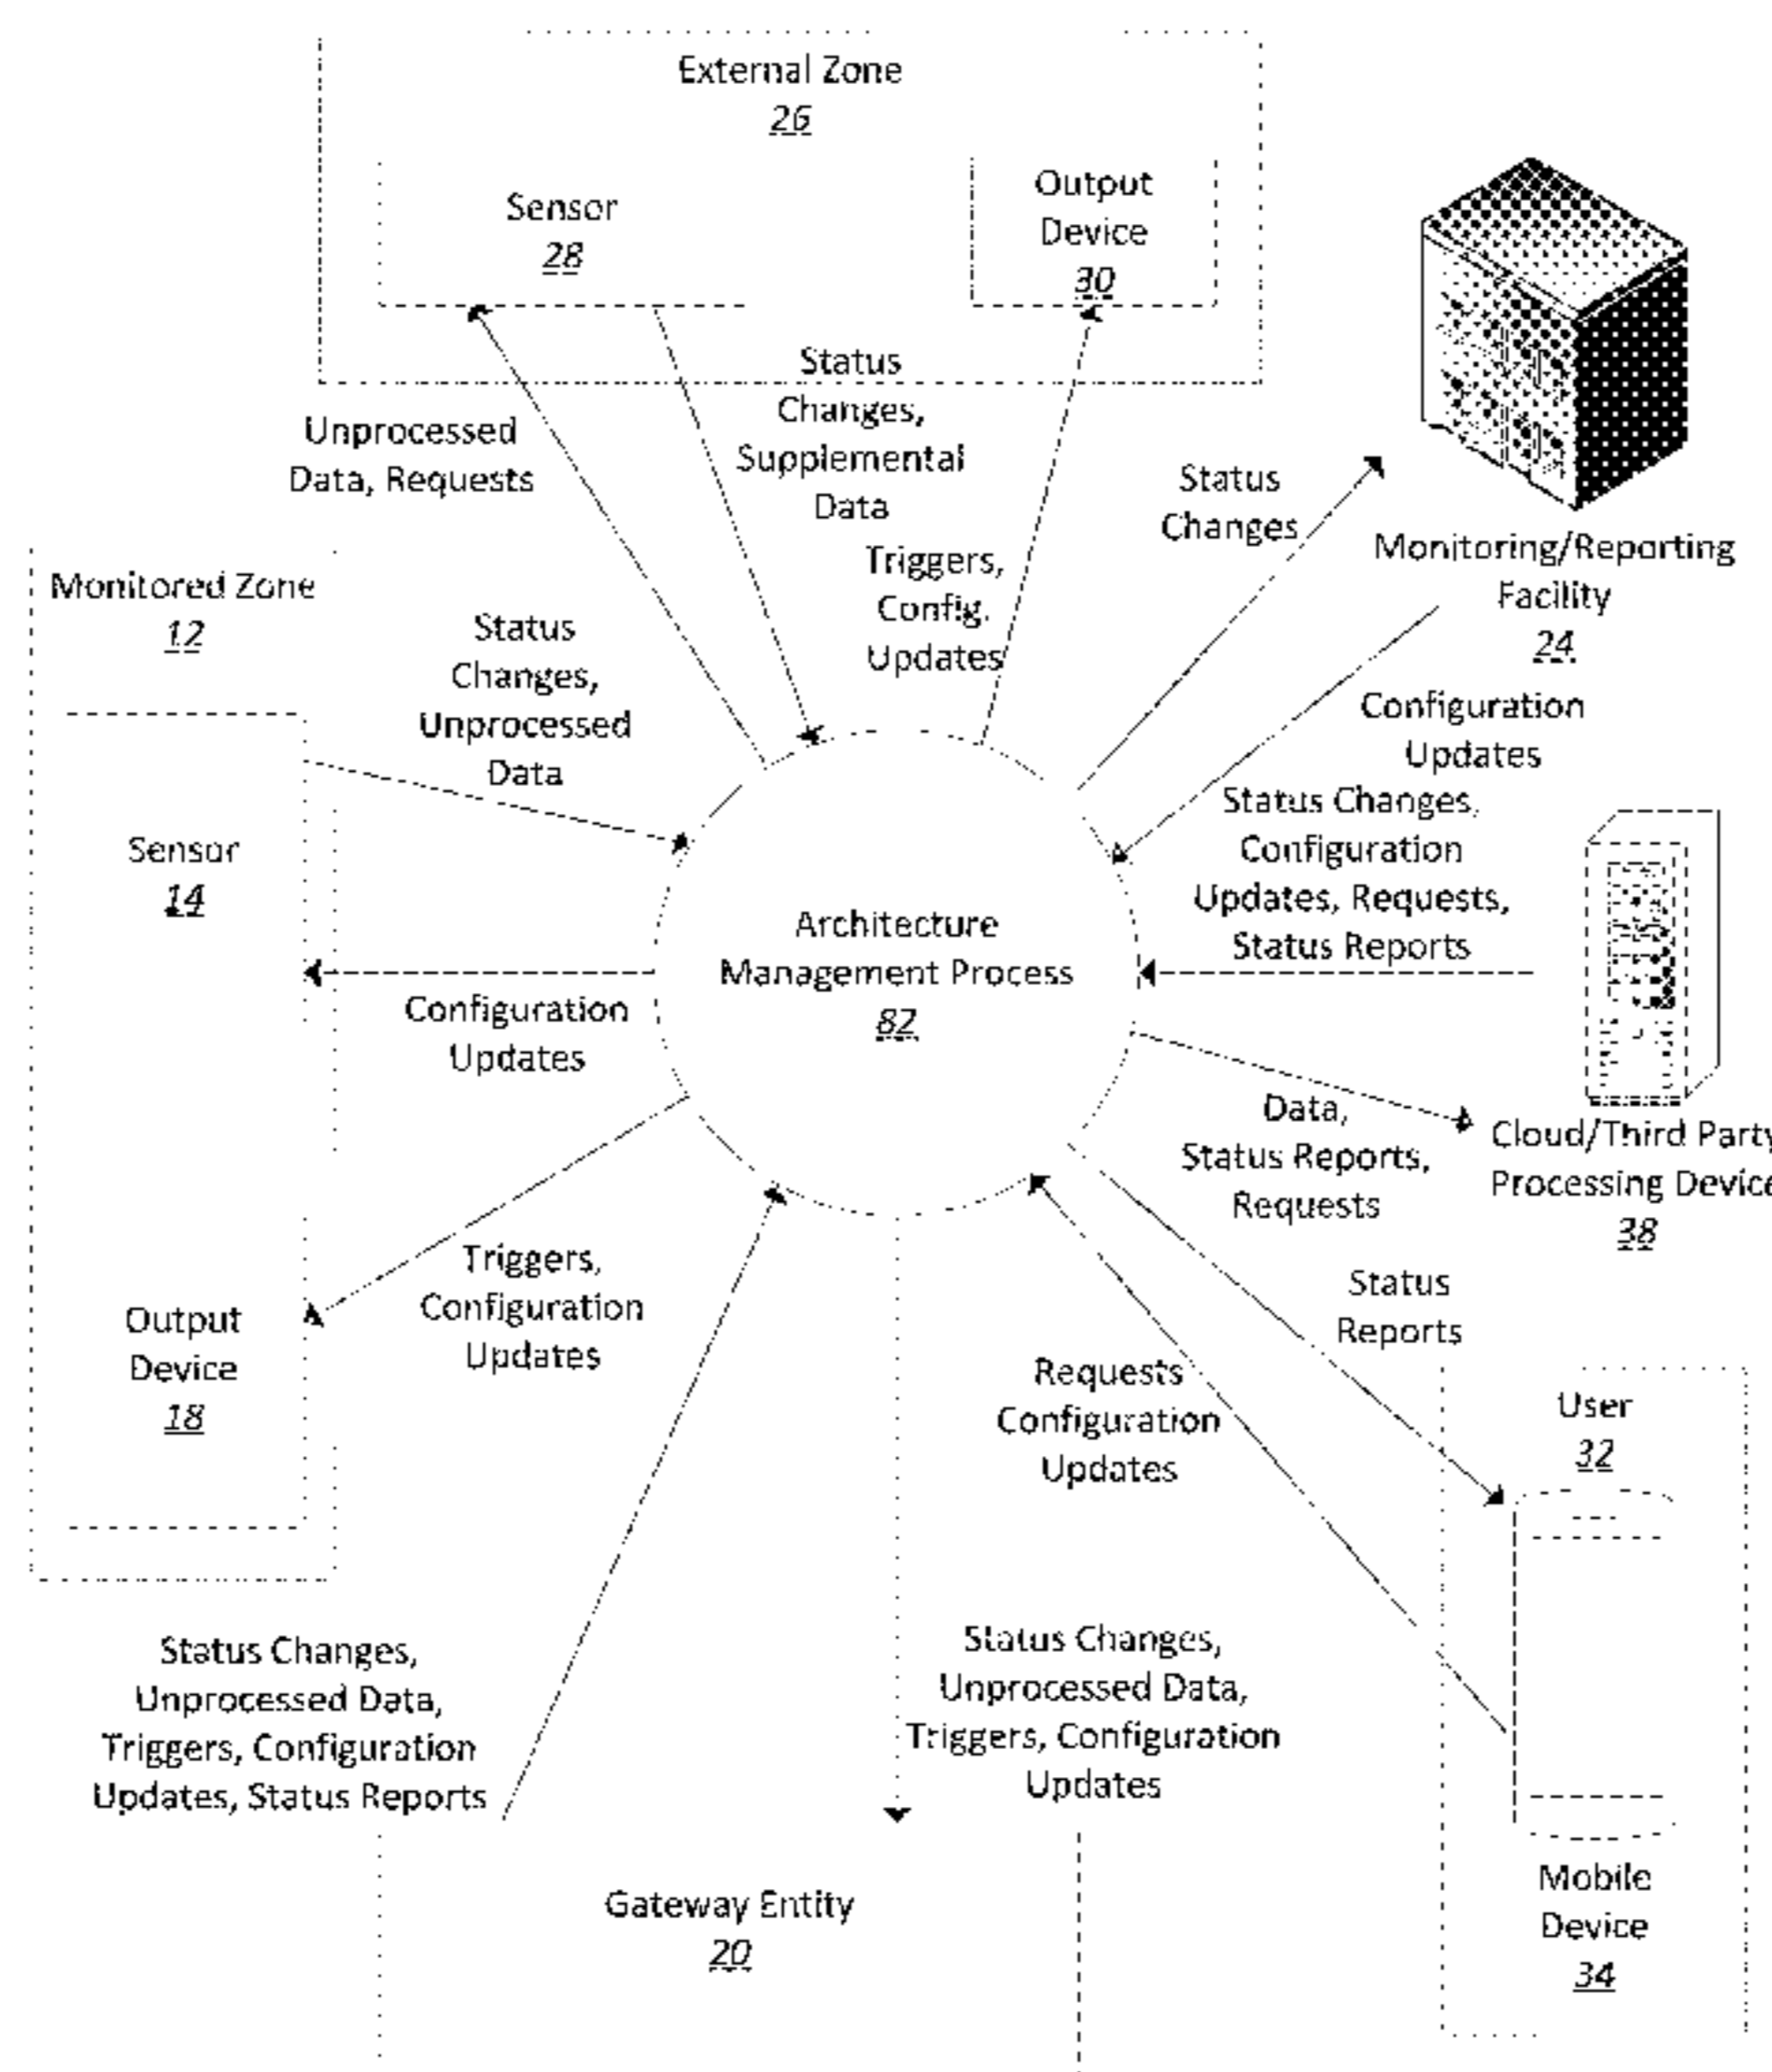 External Zone
26
Sensor
28
Output
Device
30
Unprocessed
Data, Requests
Status
Changes,
Supplemental
Data
Triggers,
Config.
Updates
Status
Changes
Monitoring/Reporting
Facility
24
Configuration
Updates
Monitored Zone
12
Status
Changes,
Unprocessed
Data
Sensor
14
Configuration
Updates
Architecture
Management Process
82
Status Changes,
Configuration
Updates, Requests,
Status Reports
Data,
Status Reports,
Requests
Cloud/Third Party
Processing Device
38
Output
Device
18
Triggers,
Configuration
Updates
Status
Reports
Requests
Configuration
Updates
User
32
Status Changes,
Unprocessed Data,
Triggers, Configuration
Updates, Status Reports
Status Changes,
Unprocessed Data,
Triggers, Configuration
Updates
Gateway Entity
20
Mobile
Device
34